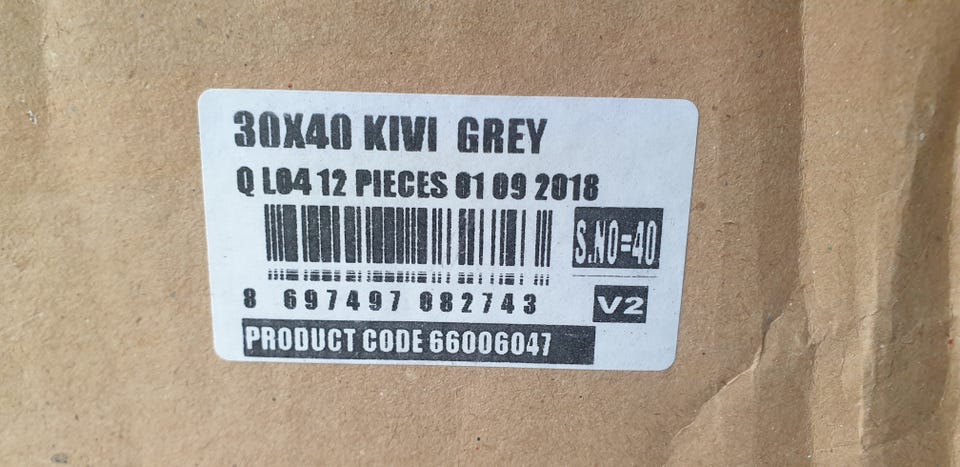 30X40 KIVI GREY
Q L04 12 PIECES 01 09 2018
S.NO=40
8 697497 082743
V2
PRODUCT CODE 66006047